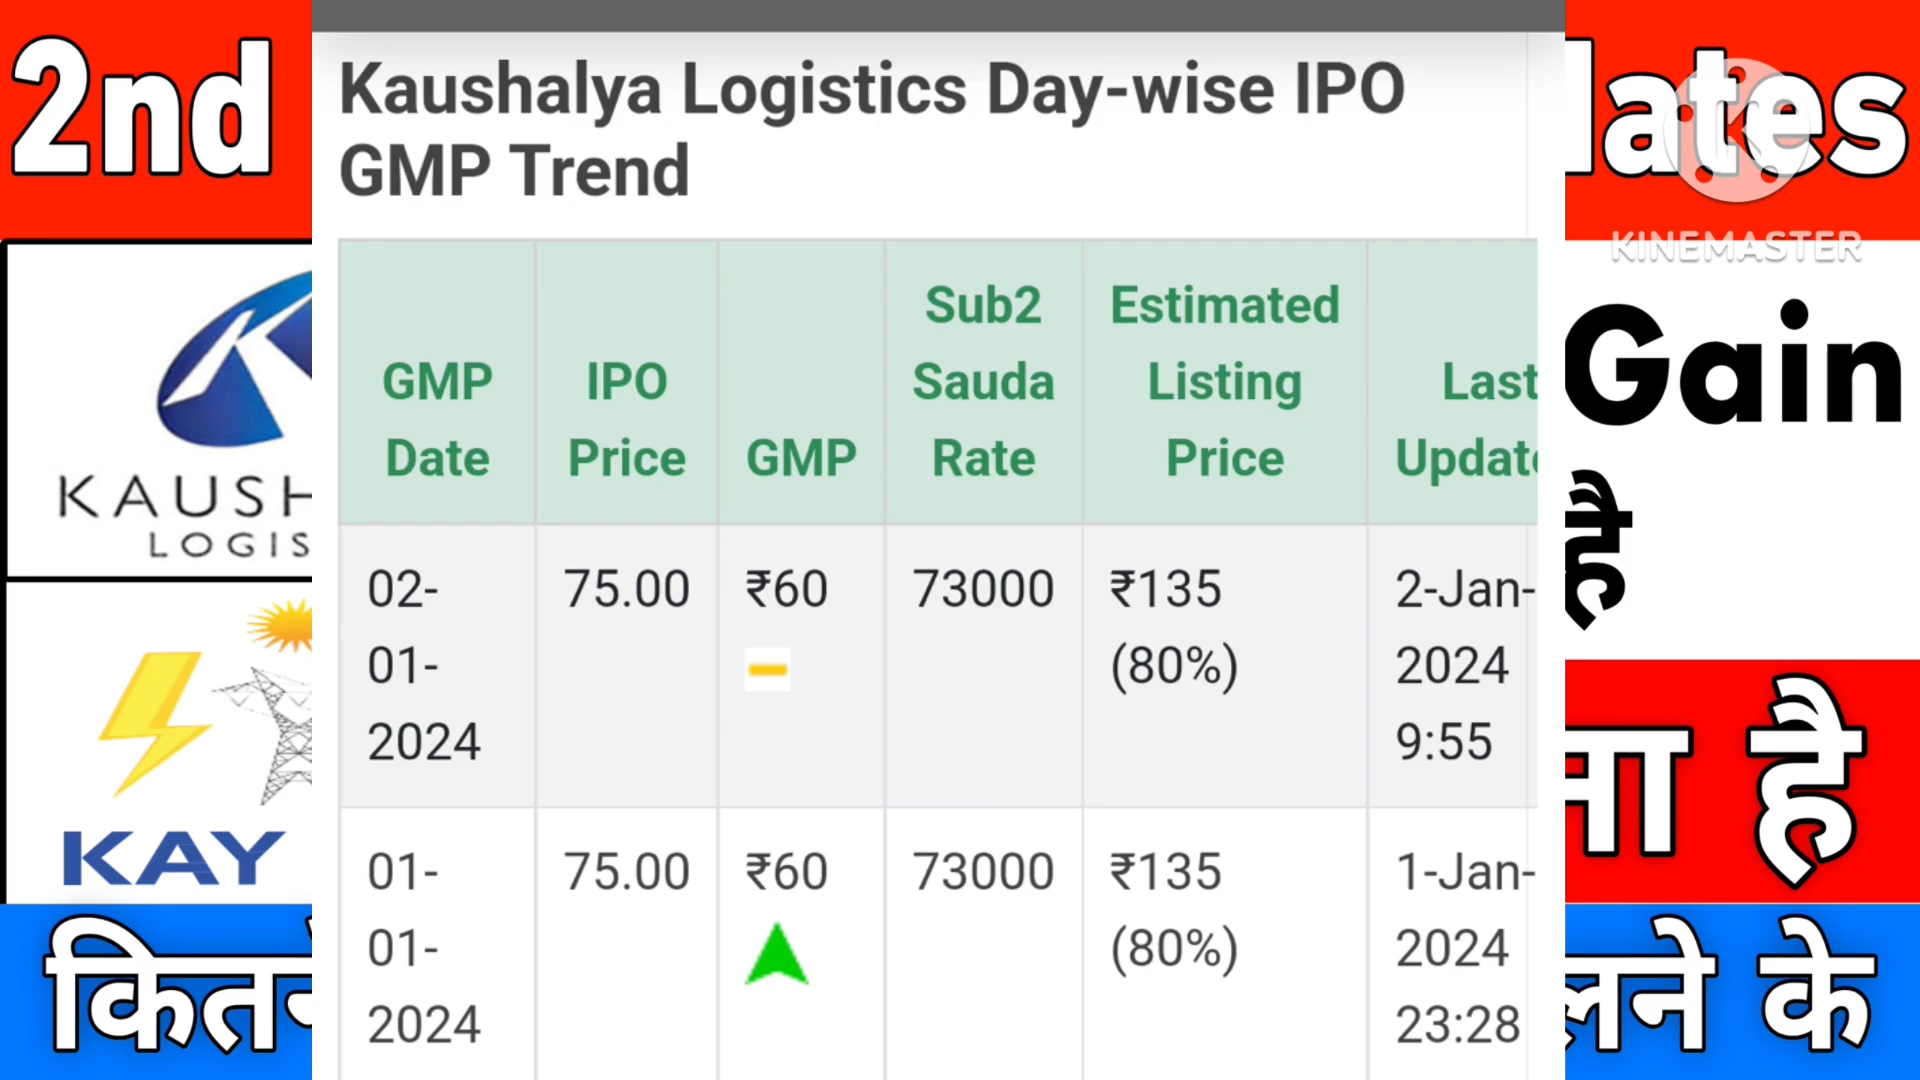 2nd
Kaushalya Logistics Day-wise IPO
GMP Trend
GMP
Date
IPO
Price
GMP
Sub2
Sauda
Rate
Estimated
Listing
Price
Last
02-
01-
2024
75.00
₹60
73000
₹135
(80%)
2-Jan-
2024
9:55
01-
01-
2024
75.00
₹60
73000
₹135
(80%)
1-Jan-
2024
23:28
KINEMASTER
Gain
है
है
के
KAY